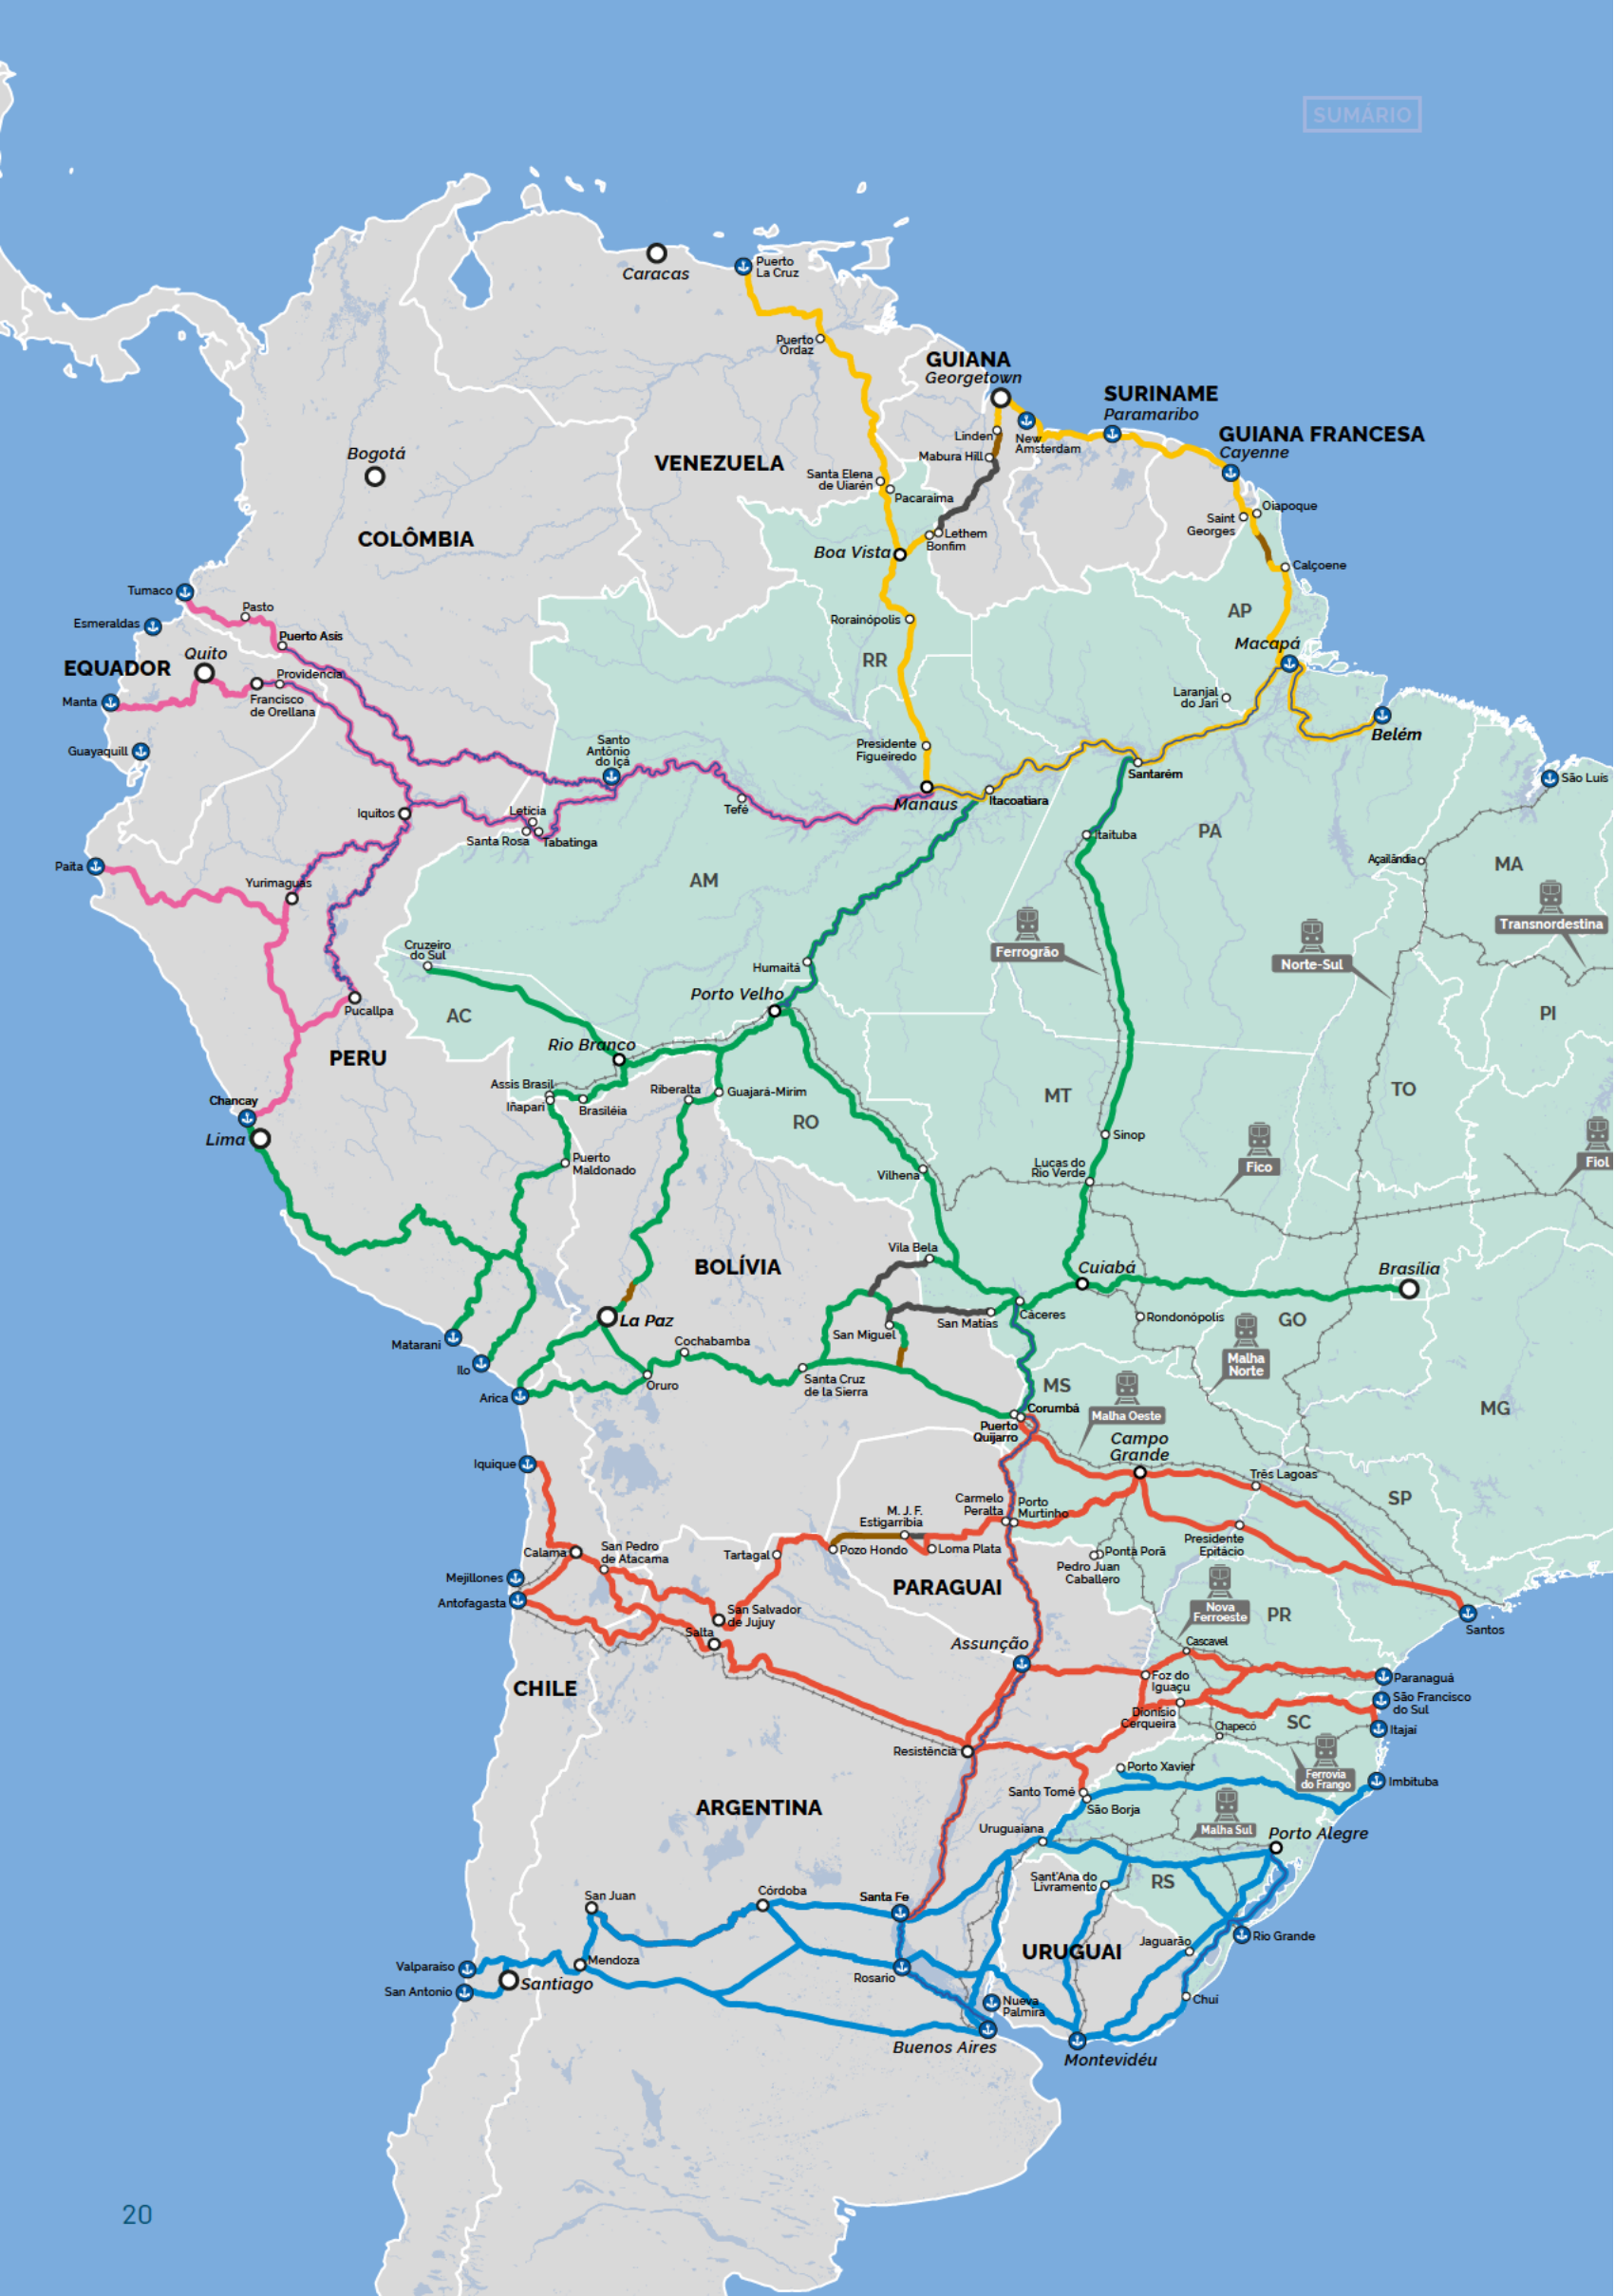 SUMÁRIO
Caracas
Puerto
La Cruz
Puerto
Ordaz
GUIANA
Georgetown
SURINAME
Paramaribo
GUIANA FRANCESA
Cayenne
Linden
New
Amsterdam
Mabura Hill
Bogotá
VENEZUELA
Santa Elena
de Uiarén
Pacaraima
Saint
Georges
Oiapoque
Lethem
Bonfim
COLÔMBIA
Boa Vista
Calçoene
Tumaco
Pasto
Esmeraldas
Puerto Asis
Rorainópolis
AP
Macapá
EQUADOR
Quito
Providencia
RR
Manta
Francisco
de Orellana
Laranjal
do Jari
Belém
Guayaquill
Santo
Antônio
do Içá
Presidente
Figueiredo
Santarém
São Luís
Manaus
Itacoatiara
Tefé
Iquitos
Letícia
Santa Rosa
Tabatinga
Itaituba
PA
Paita
Yurimaguas
AM
Açailândia
MA
Transnordestina
Ferrogrão
Norte-Sul
Cruzeiro
do Sul
Humaitá
Porto Velho
Pucallpa
AC
PI
Rio Branco
PERU
Assis Brasil
Iñapari
Brasiléia
Riberalta
Guajará-Mirim
MT
TO
Chancay
Lima
RO
Sinop
Fico
Fiol
Puerto
Maldonado
Vilhena
Lucas do
Rio Verde
Vila Bela
BOLÍVIA
Cuiabá
Brasília
La Paz
San Matías
Cáceres
Rondonópolis
GO
Matarani
Cochabamba
San Miguel
Malha
Norte
Ilo
Oruro
Santa Cruz
de la Sierra
Arica
MS
Corumbá
Malha Oeste
MG
Puerto
Quijarro
Campo
Grande
Iquique
Três Lagoas
SP
M. J. F.
Estigarribia
Carmelo
Peralta
Porto
Murtinho
Calama
San Pedro
de Atacama
Tartagal
Pozo Hondo
Loma Plata
Presidente
Epitácio
Ponta Porã
Pedro Juan
Caballero
Mejillones
PARAGUAI
Antofagasta
San Salvador
de Jujuy
Nova
Ferroeste
PR
Santos
Salta
Assunção
Cascavel
CHILE
Foz do
Iguaçu
Paranaguá
São Francisco
do Sul
Dionísio
Cerqueira
Chapecó
SC
Itajaí
Resistência
Porto Xavier
Ferrovia
do Frango
Imbituba
Santo Tomé
São Borja
ARGENTINA
Uruguaiana
Malha Sul
Porto Alegre
Sant'Ana do
Livramento
RS
San Juan
Córdoba
Santa Fe
Jaguarão
Rio Grande
URUGUAI
Valparaíso
Mendoza
Rosario
San Antonio
Santiago
Nueva
Palmira
Chuí
Buenos Aires
Montevidéu
20